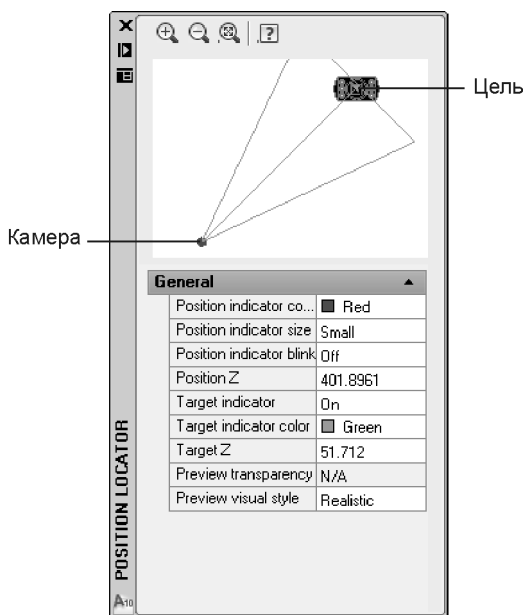 Цель
Камера
General
Position indicator co... Red
Position indicator size Small
Position indicator blink Off
Position Z 401.8961
Target indicator On
Target indicator color Green
Target Z 51.712
Preview transparency N/A
Preview visual style Realistic
POSITION LOCATOR
A10